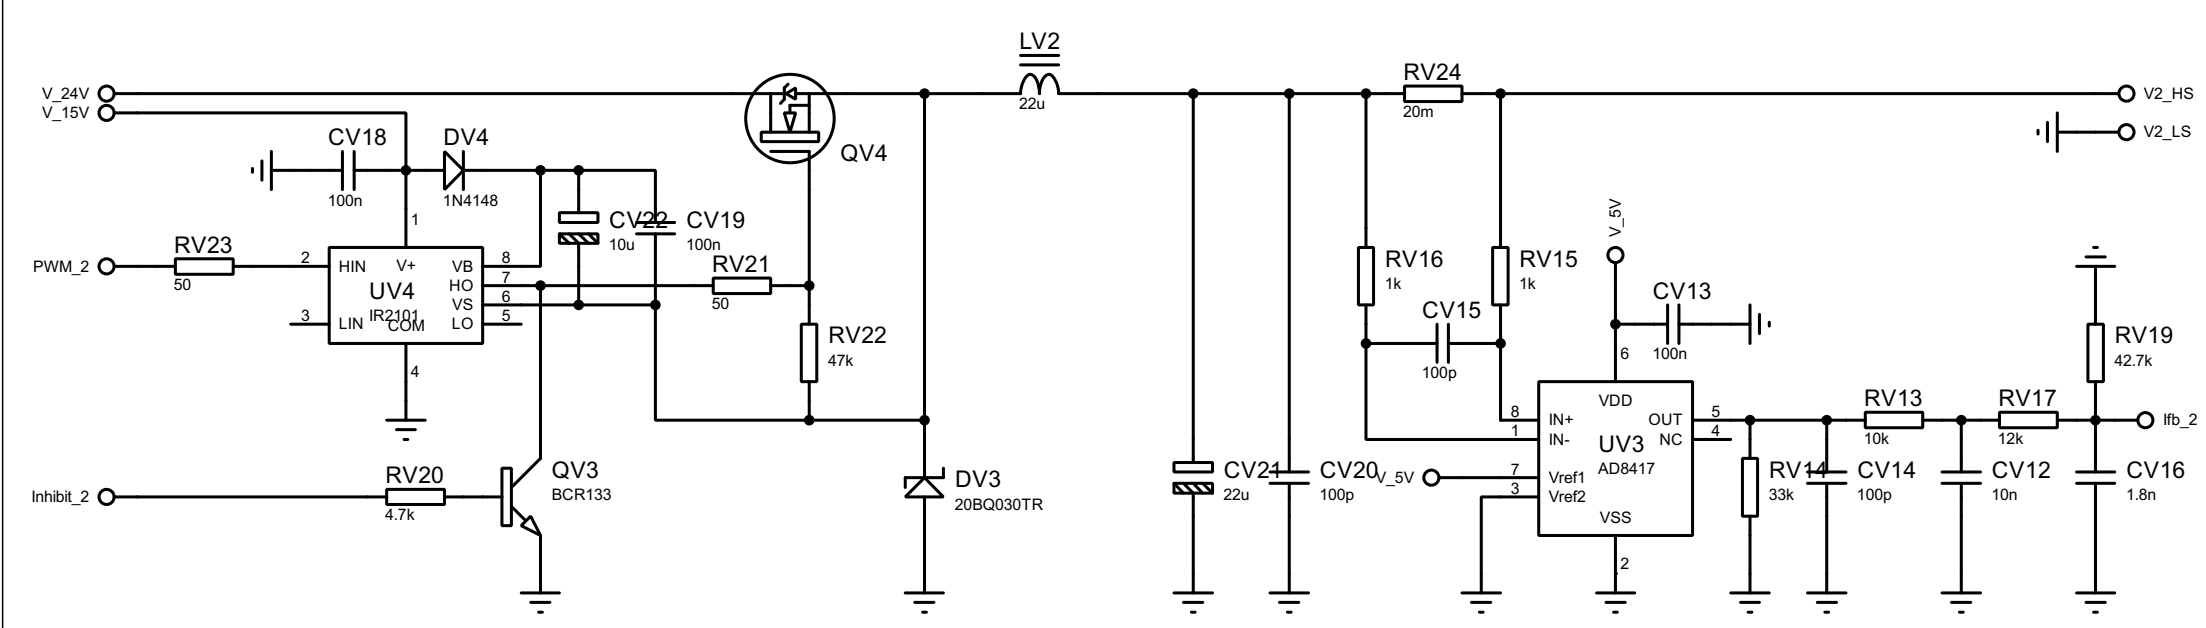 LV2
22u
V_24V
V_15V
RV24
20m
V2_HS
V2_LS
CV18
100n
DV4
1N4148
QV4
1
CV22
10u
CV19
100n
V_5V
PWM_2
RV23
50
2
HIN
V+
VB
8
HO
7
VS
6
UV4
IR2101
COM
3
LIN
LO
5
4
RV21
50
RV22
47k
RV16
1k
RV15
1k
CV15
100p
CV13
100n
6
RV19
42.7k
VDD
8
IN+
1
IN-
OUT
5
NC
4
UV3
AD8417
V_5V
7
Vref1
3
Vref2
VSS
2
RV13
10k
RV17
12k
Ifb_2
Inhibit_2
RV20
4.7k
QV3
BCR133
DV3
20BQ030TR
CV21
22u
CV20
100p
RV14
33k
CV14
100p
CV12
10n
CV16
1.8n